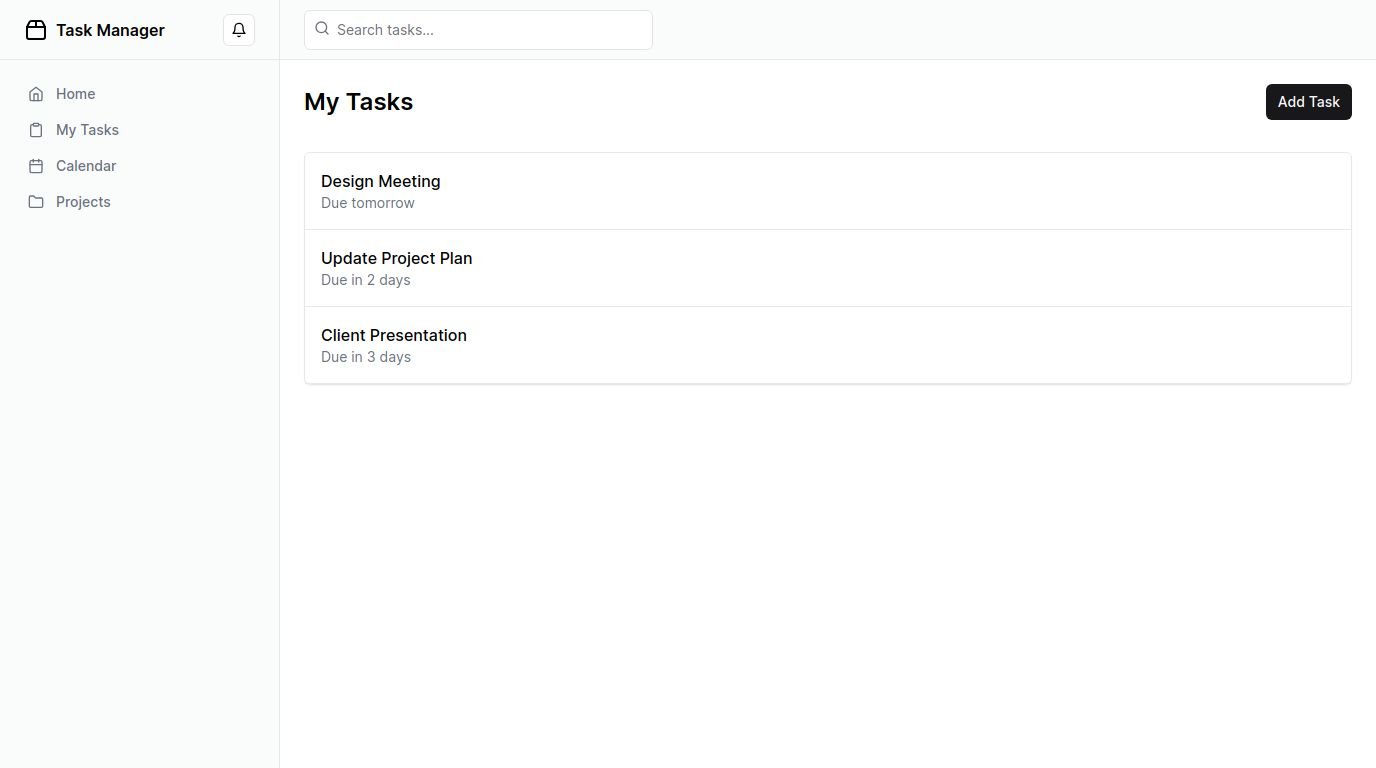 Task Manager
Search tasks...
Home
My Tasks
Calendar
Projects
My Tasks
Add Task
Design Meeting
Due tomorrow
Update Project Plan
Due in 2 days
Client Presentation
Due in 3 days